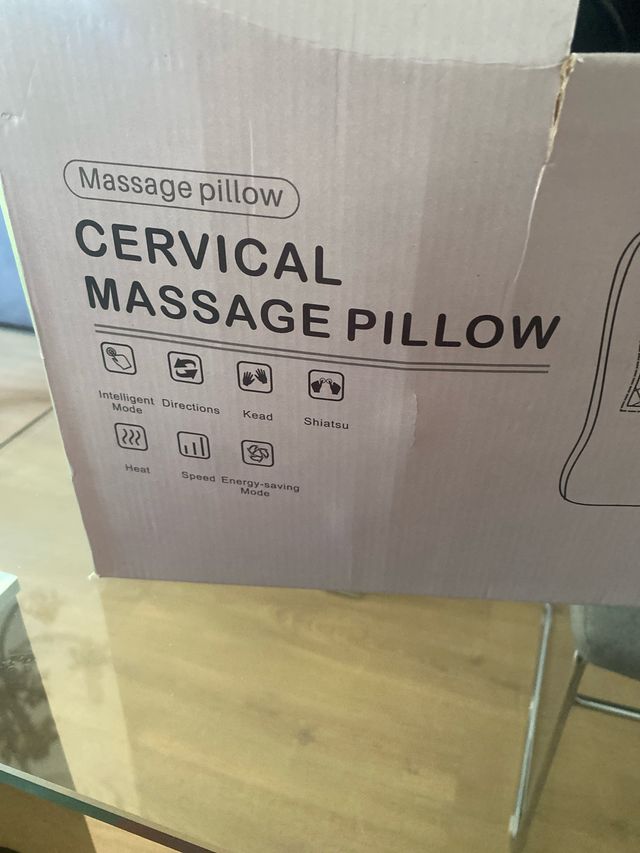 Massage pillow
CERVICAL
MASSAGE PILLOW
Intelligent
Mode
Directions
Kead
Shiatsu
Heat
Speed
Energy-saving
Mode